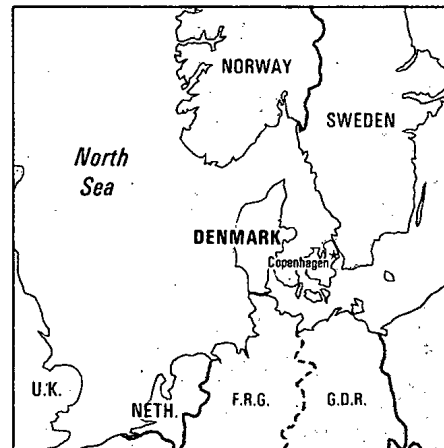 NORWAY
SWEDEN
North
Sea
DENMARK
Copenhagen
U.K.
NETH.
F.R.G.
G.D.R.